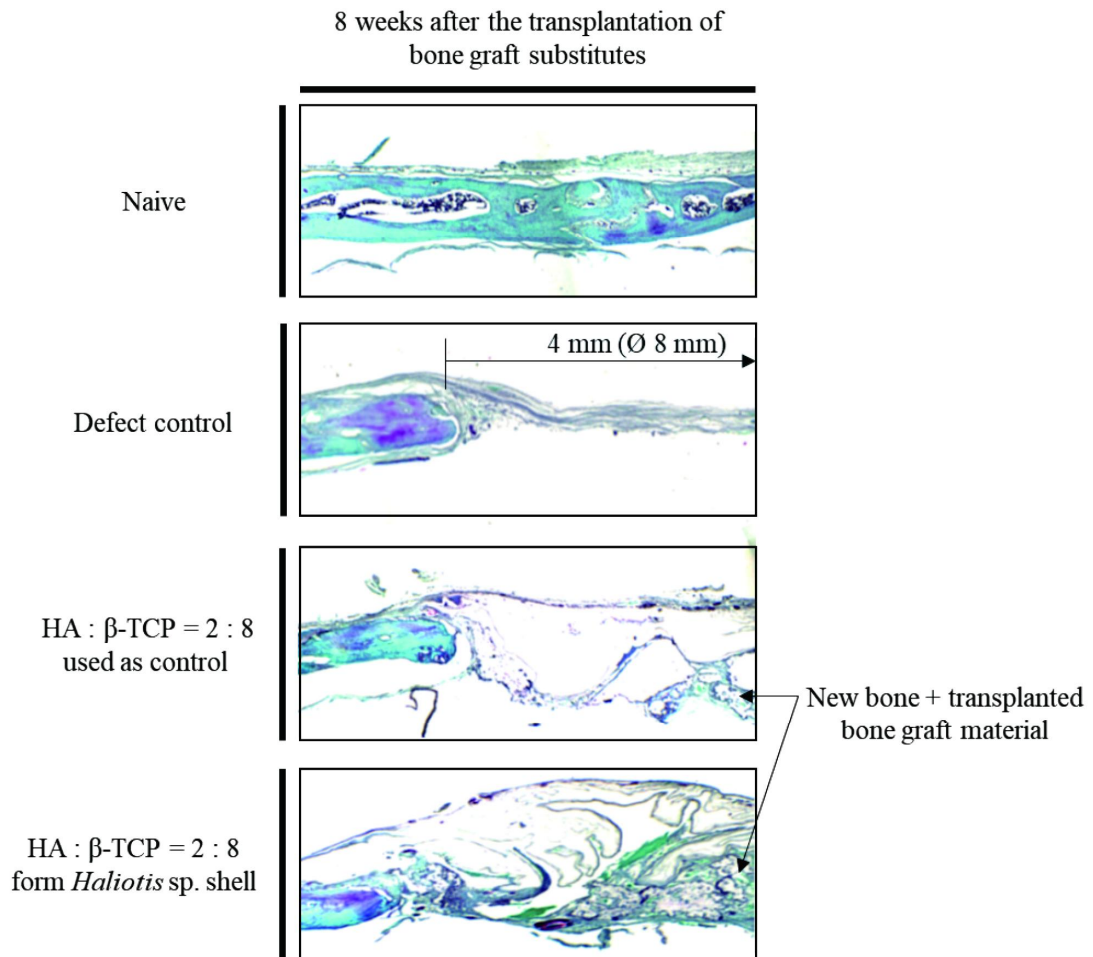 8 weeks after the transplantation of
bone graft substitutes
Naive
4 mm (Ø 8 mm)
Defect control
HA : β-TCP = 2 : 8
used as control
New bone + transplanted
bone graft material
HA : β-TCP = 2 : 8
form Haliotis sp. shell